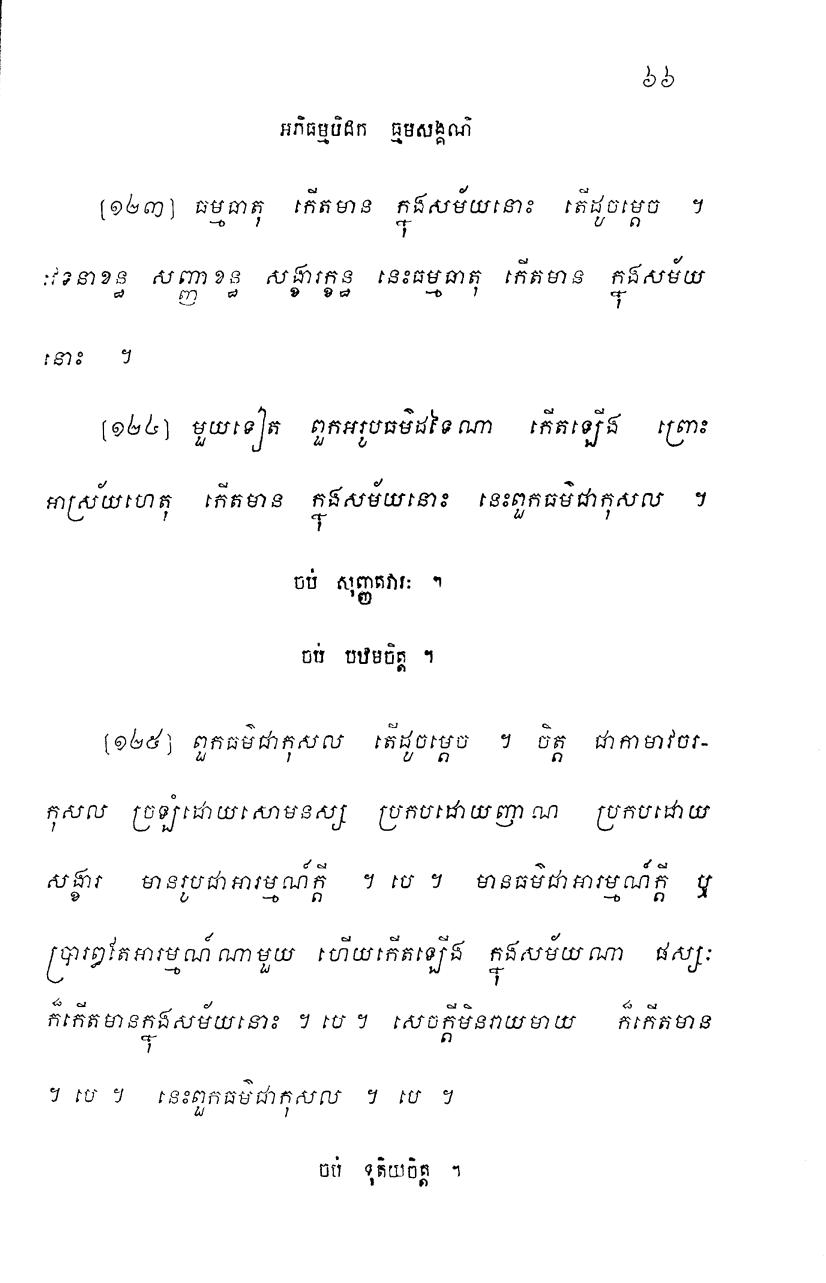 ៦៦
អភិធម្មបិដក ធម្មសង្គណី
[១២៣] ធម្មធាតុ កើតមាន ក្នុងសម័យនោះ តើដូចម្តេច ។
វេទនាខន្ធ សញ្ញាខន្ធ សង្ខារក្ខន្ធ នេះធម្មធាតុ កើតមាន ក្នុងសម័យ
នោះ ។
[១២៤] មួយទៀត ពួកអរូបធម៌ដទៃណា កើតឡើង ព្រោះ
អាស្រ័យហេតុ កើតមាន ក្នុងសម័យនោះ នេះពួកធម៌ជាកុសល ។
ចប់ សុញ្ញតវារៈ ។
ចប់ បឋមចិត្ត ។
[១២៥] ពួកធម៌ជាកុសល តើដូចម្តេច ។ ចិត្ត ជាកាមាវចរ-
កុសល ច្រឡំដោយសោមនស្ស ប្រកបដោយញាណ ប្រកបដោយ
សង្ខារ មានរូបជាអារម្មណ៍ក្តី ។ បេ ។ មានធម៌ជាអារម្មណ៍ក្តី ឬ
ប្រារព្ធតែអារម្មណ៍ណាមួយ ហើយកើតឡើង ក្នុងសម័យណា ផស្សៈ
ក៏កើតមានក្នុងសម័យនោះ ។ បេ ។ សេចក្តីមិនរាយមាយ ក៏កើតមាន
។ បេ ។ នេះពួកធម៌ជាកុសល ។ បេ ។
ចប់ ទុតិយចិត្ត ។